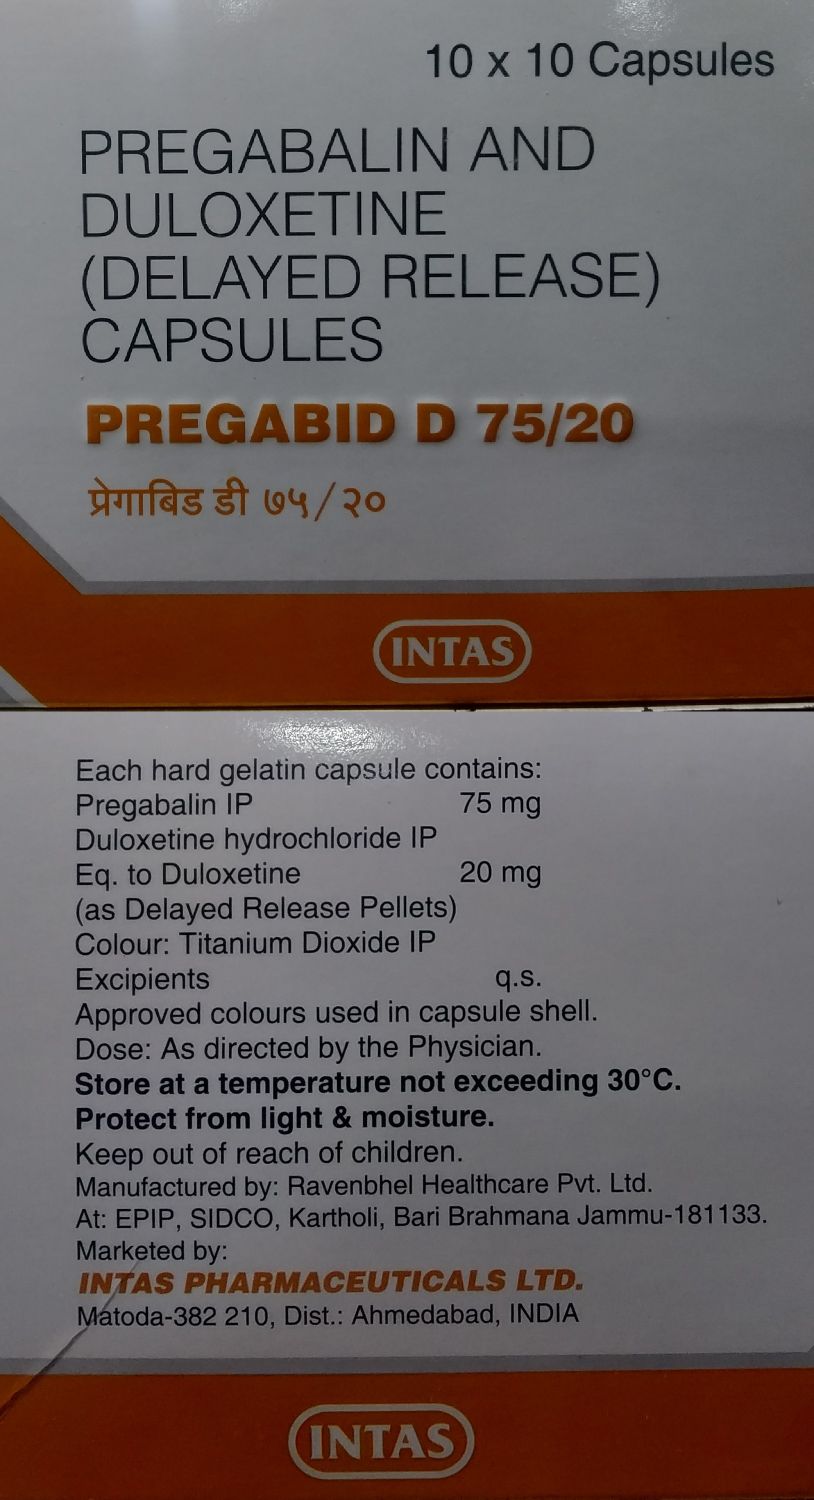 10 x 10 Capsules
PREGABALIN AND
DULOXETINE
(DELAYED RELEASE)
CAPSULES
PREGABID D 75/20
प्रेगाबिड डी ७५/२०
INTAS
Each hard gelatin capsule contains:
Pregabalin IP 75 mg
Duloxetine hydrochloride IP
Eq. to Duloxetine 20 mg
(as Delayed Release Pellets)
Colour: Titanium Dioxide IP
Excipients q.s.
Approved colours used in capsule shell.
Dose: As directed by the Physician.
Store at a temperature not exceeding 30°C.
Protect from light & moisture.
Keep out of reach of children.
Manufactured by: Ravenbhel Healthcare Pvt. Ltd.
At: EPIP, SIDCO, Kartholi, Bari Brahmana Jammu-181133.
Marketed by:
INTAS PHARMACEUTICALS LTD.
Matoda-382 210, Dist.: Ahmedabad, INDIA
INTAS